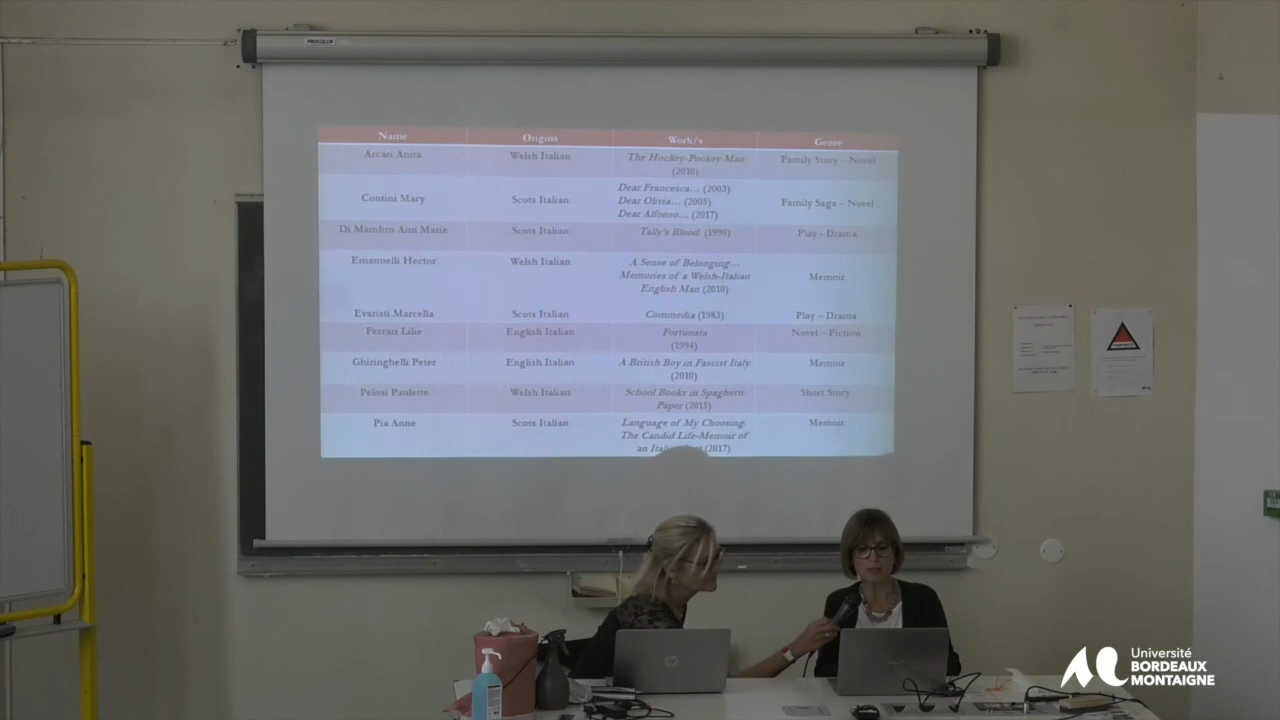 PROCOLOR
Name Origins Work/s Genre
Arcari Anita Welsh Italian The Hockey-Pockey Man (2010) Family Story – Novel
Contini Mary Scots Italian Dear Francesca... (2003)
Dear Olivia... (2005)
Dear Alfonso... (2017) Family Saga – Novel
Di Mambro Ann Marie Scots Italian Tally's Blood (1990) Play - Drama
Emanuelli Hector Welsh Italian A Sense of Belonging...
Memories of a Welsh-Italian
English Man (2010) Memoir
Evaristi Marcella Scots Italian Commedia (1983) Play – Drama
Ferrari Lilie English Italian Fortunata
(1994) Novel – Fiction
Ghiringhelli Peter English Italian A British Boy in Fascist Italy
(2010) Memoir
Pelosi Paulette Welsh Italian School Books in Spaghetti
Paper (2015) Short Story
Pia Anne Scots Italian Language of My Choosing:
The Candid Life-Memoir of
an (2017) Memoir
hp
Université
BORDEAUX
MONTAIGNE